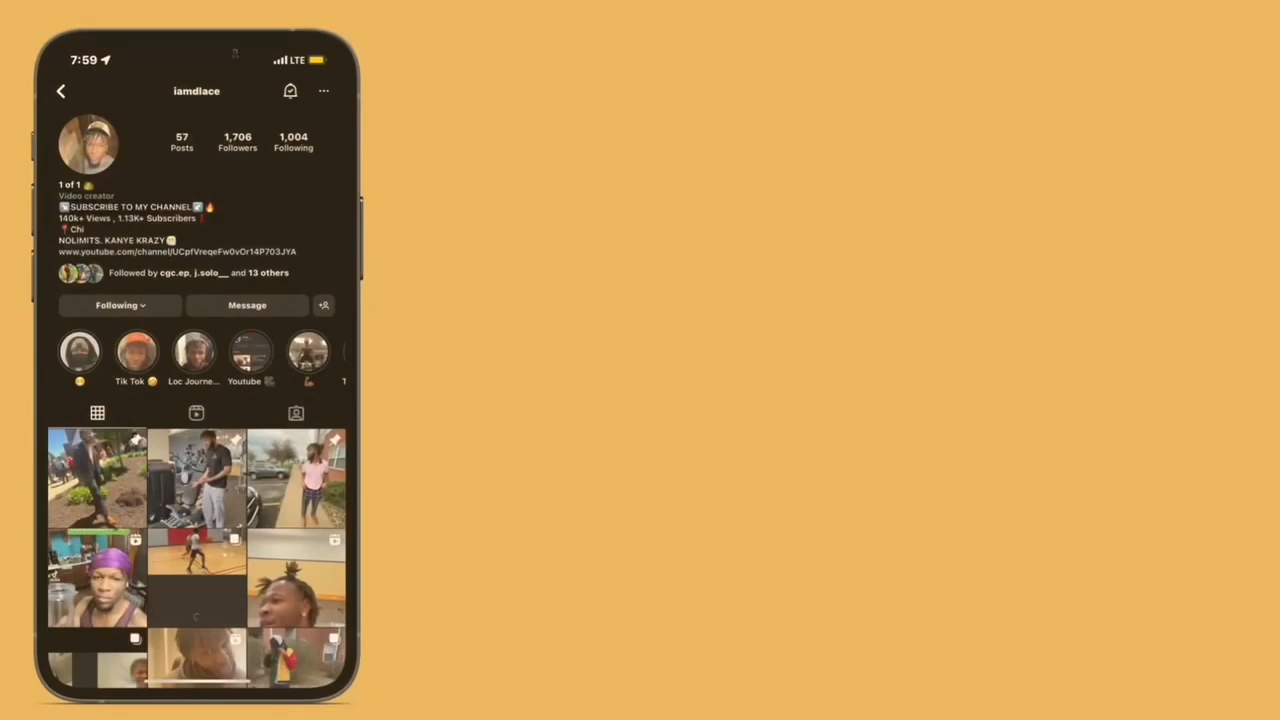 7:59 LTE
iamdlace
57 1,706 1,004
Posts Followers Following
1 of 1
Video creator
SUBSCRIBE TO MY CHANNEL
140k+ Views , 1.13K+ Subscribers❗
Chi
NOLIMITS. KANYE KRAZY
www.youtube.com/channel/UCpfVreqeFw0vOr14P703JYA
Followed by cgc.ep, j.solo__ and 13 others
Following Message
Tik Tok Loc Journe... Youtube T